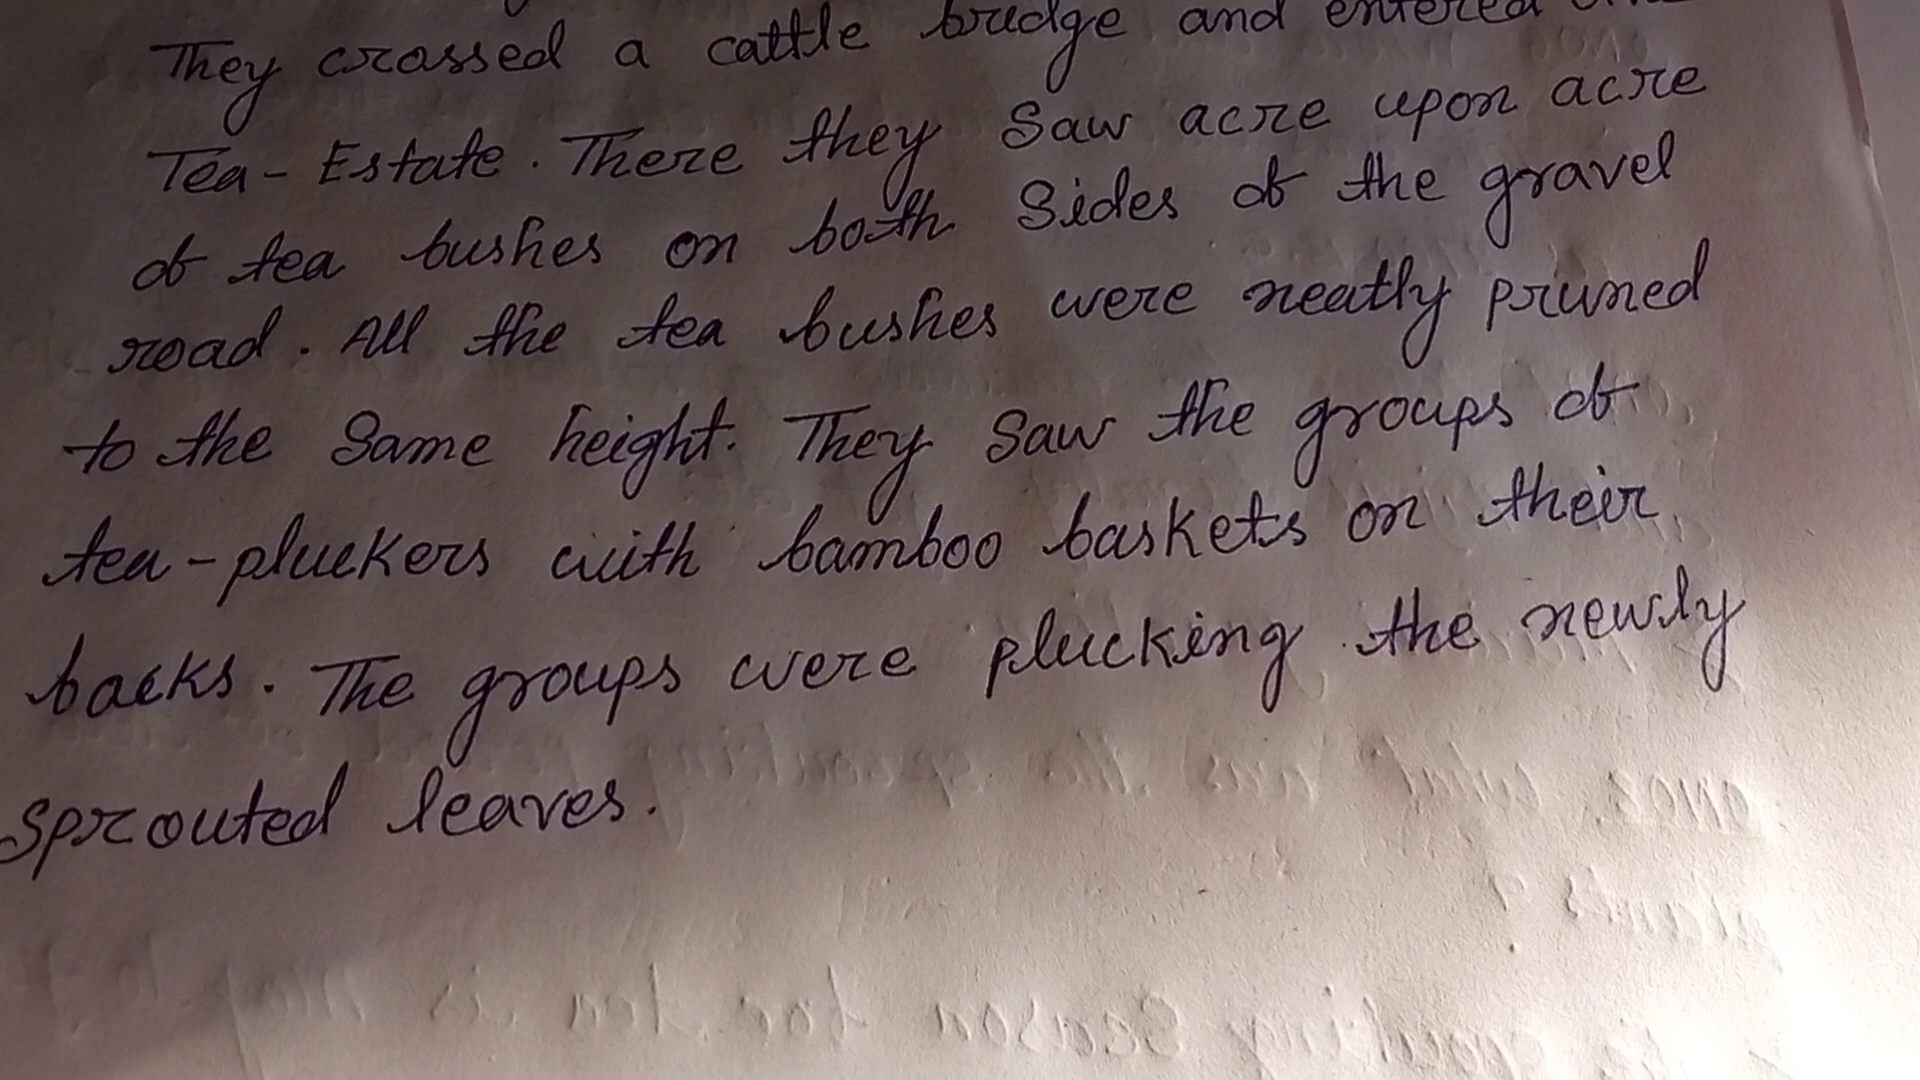 They crossed a cattle bridge and entered
Tea-Estate. There they saw acre upon acre
of tea bushes on both sides of the gravel
road. All the tea bushes were neatly pruned
to the same height. They saw the groups of
tea-pluckers with bamboo baskets on their
backs. The groups were plucking the newly
sprouted leaves.